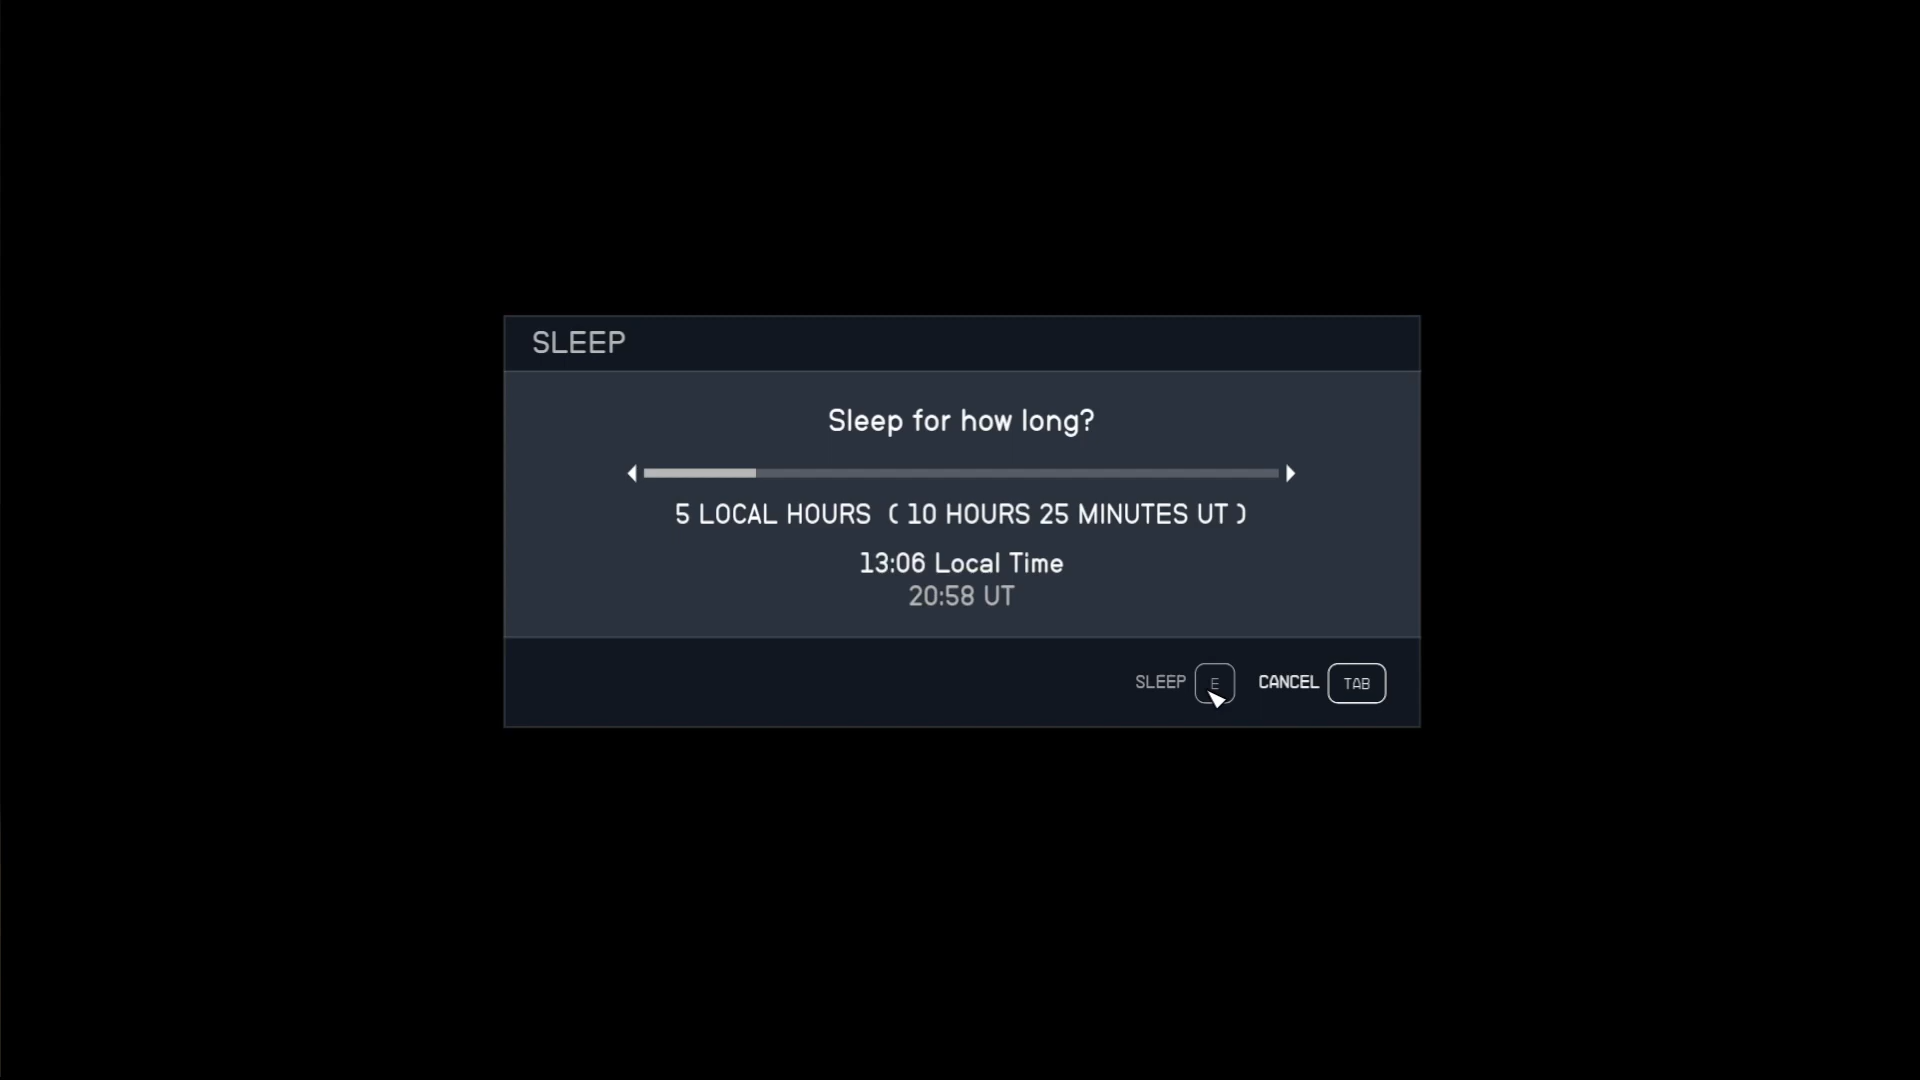 SLEEP
Sleep for how long?
5 LOCAL HOURS ( 10 HOURS 25 MINUTES UT )
13:06 Local Time
20:58 UT
SLEEP E CANCEL TAB